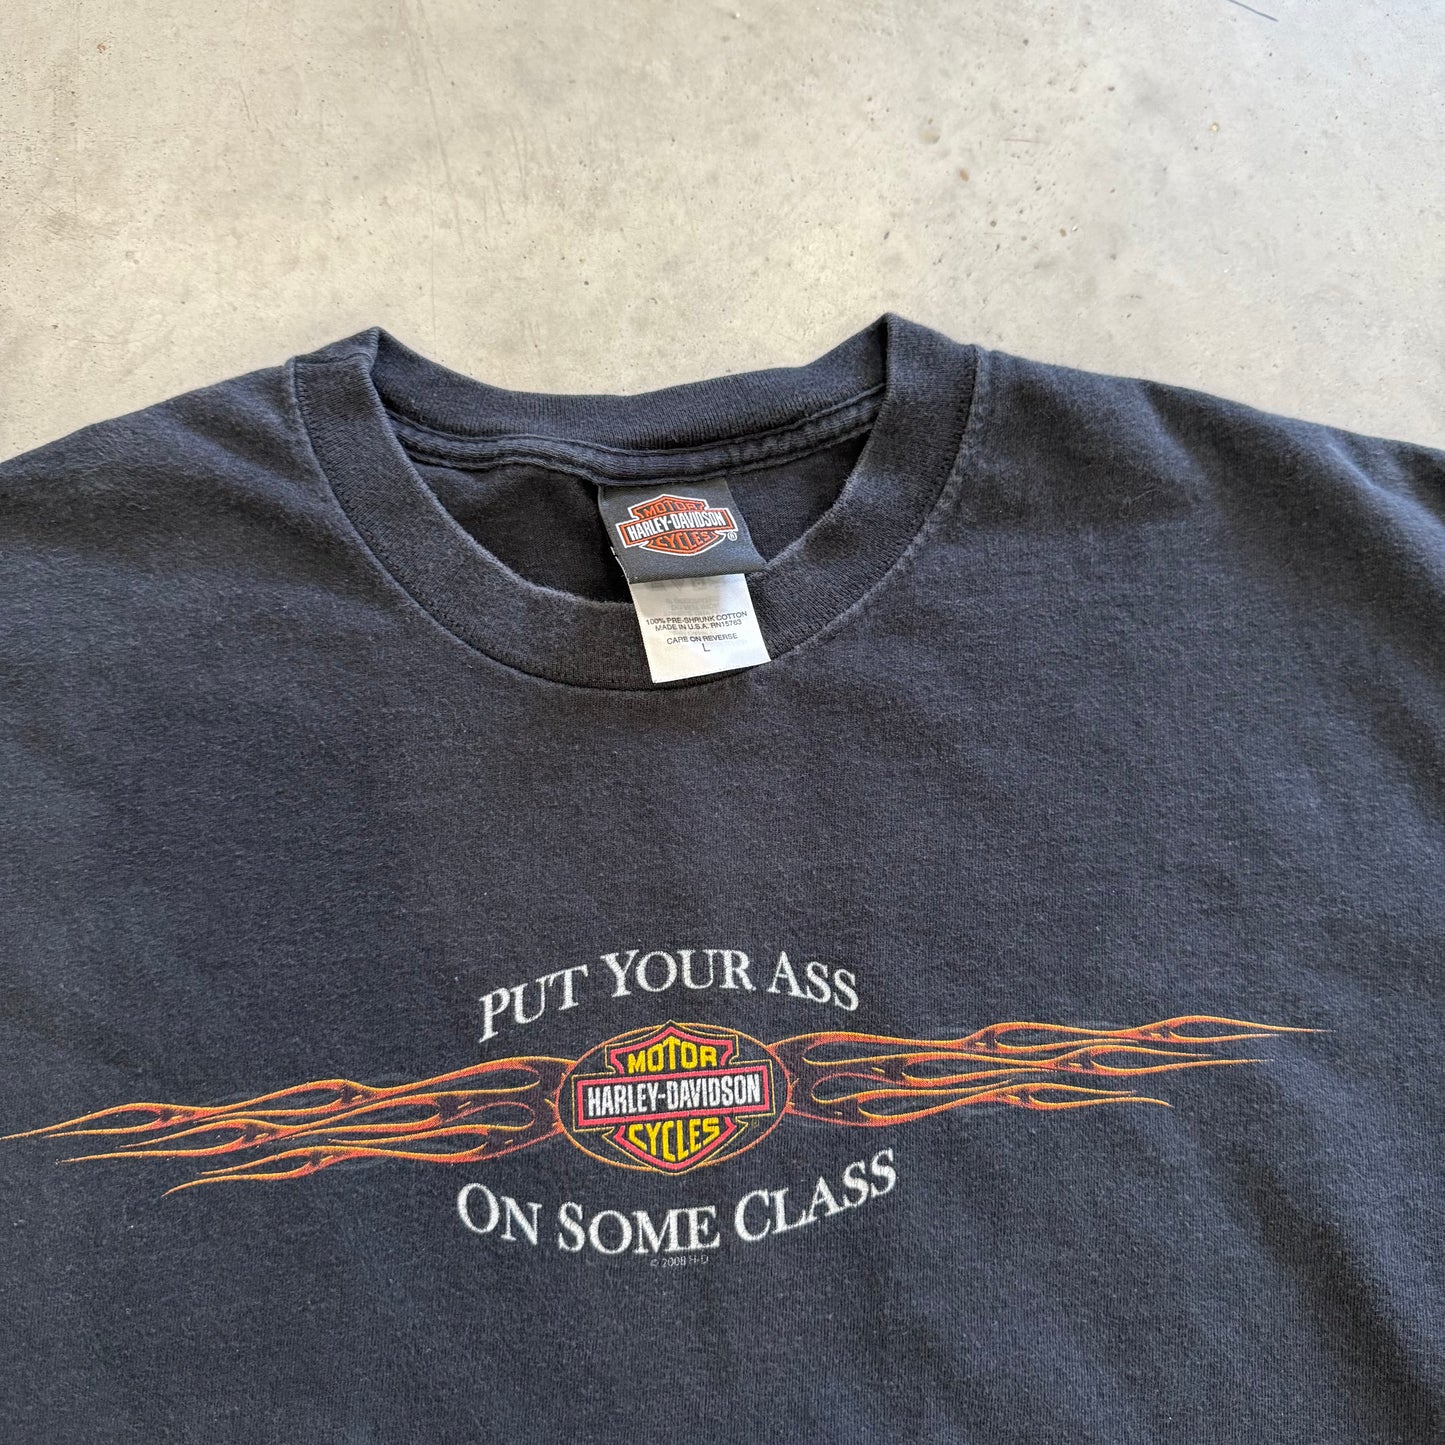 MOTOR
HARLEY-DAVIDSON
CYCLES
®
100% PRE-SHRUNK COTTON
MADE IN U.S.A. RN15763
CARE ON REVERSE
L
PUT YOUR ASS
MOTOR
HARLEY-DAVIDSON
CYCLES
ON SOME CLASS
© 2008 H-D